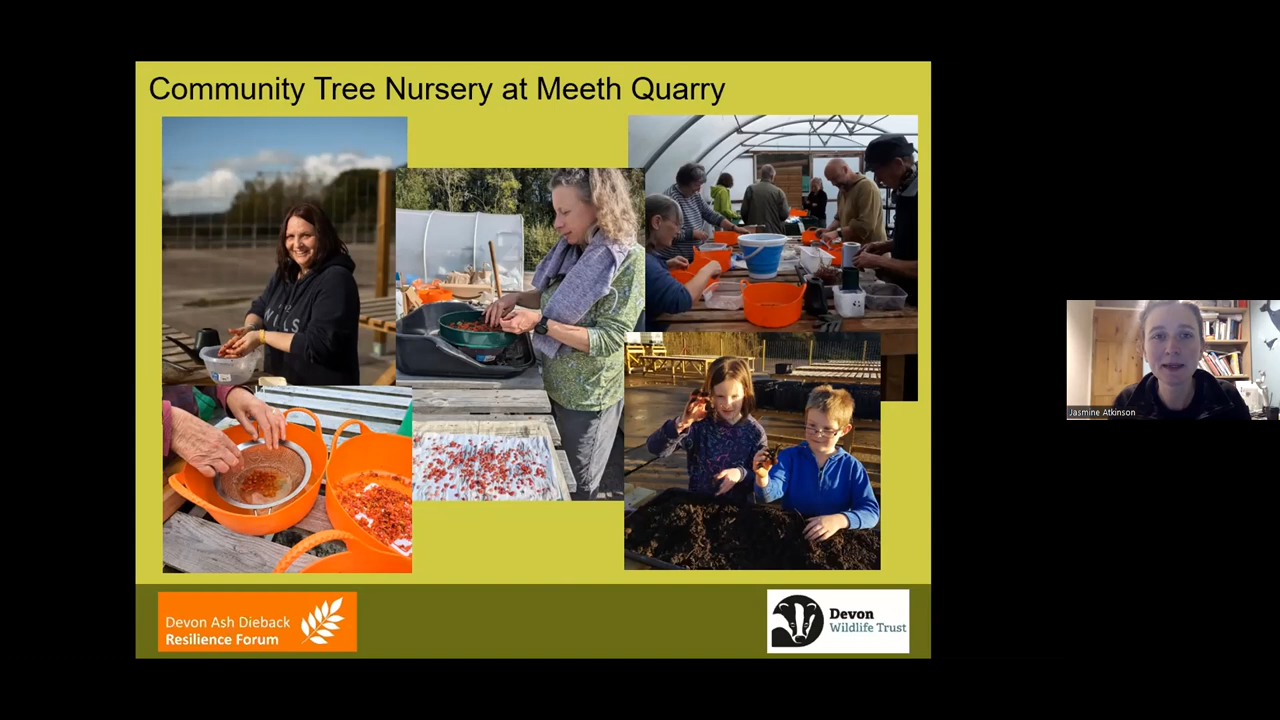 Community Tree Nursery at Meeth Quarry
Devon Ash Dieback
Resilience Forum
Devon
Wildlife Trust
Jasmine Atkinson